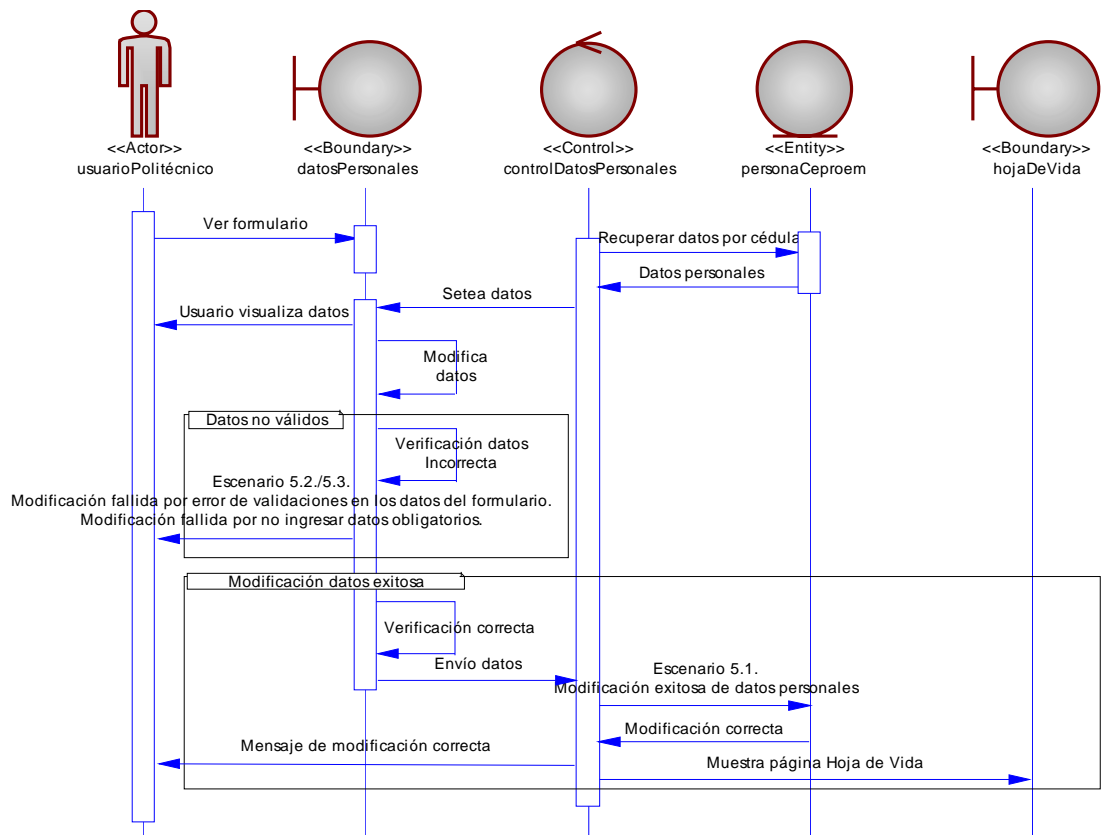 <<Actor>>
usuarioPolitécnico
<<Boundary>>
datosPersonales
<<Control>>
controlDatosPersonales
<<Entity>>
personaCeproem
<<Boundary>>
hojaDeVida
Ver formulario
Recuperar datos por cédula
Datos personales
Setea datos
Usuario visualiza datos
Modifica
datos
Datos no válidos
Verificación datos
Incorrecta
Escenario 5.2./5.3.
Modificación fallida por error de validaciones en los datos del formulario.
Modificación fallida por no ingresar datos obligatorios.
Modificación datos exitosa
Verificación correcta
Envío datos
Escenario 5.1.
Modificación exitosa de datos personales
Modificación correcta
Mensaje de modificación correcta
Muestra página Hoja de Vida